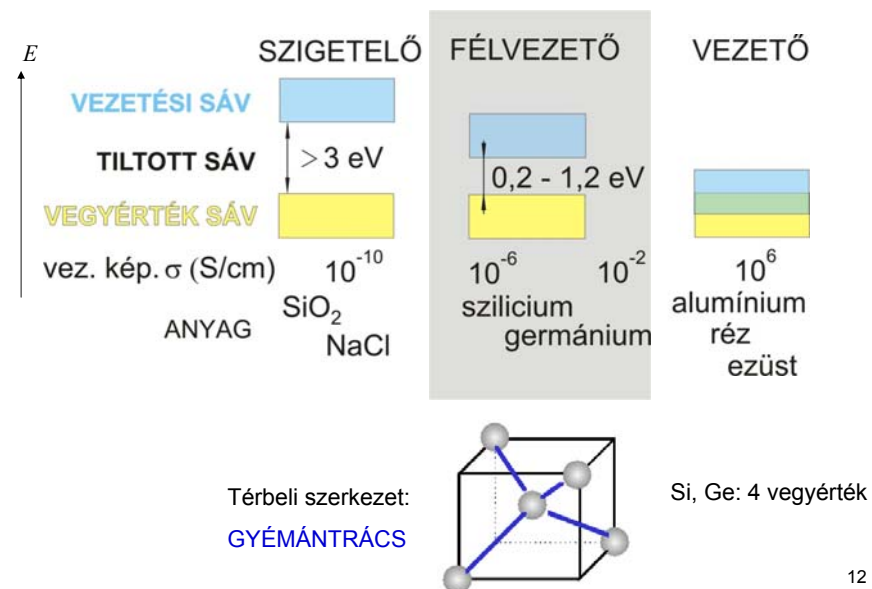 E
SZIGETELŐ FÉLVEZETŐ VEZETŐ
VEZETÉSI SÁV
TILTOTT SÁV > 3 eV 0,2 - 1,2 eV
VEGYÉRTÉK SÁV
vez. kép. σ (S/cm) 10⁻¹⁰ 10⁻⁶ 10⁻² 10⁶
ANYAG
SiO₂
NaCl
szilicium
germánium
alumínium
réz
ezüst
Térbeli szerkezet:
GYÉMÁNTRÁCS
Si, Ge: 4 vegyérték
12